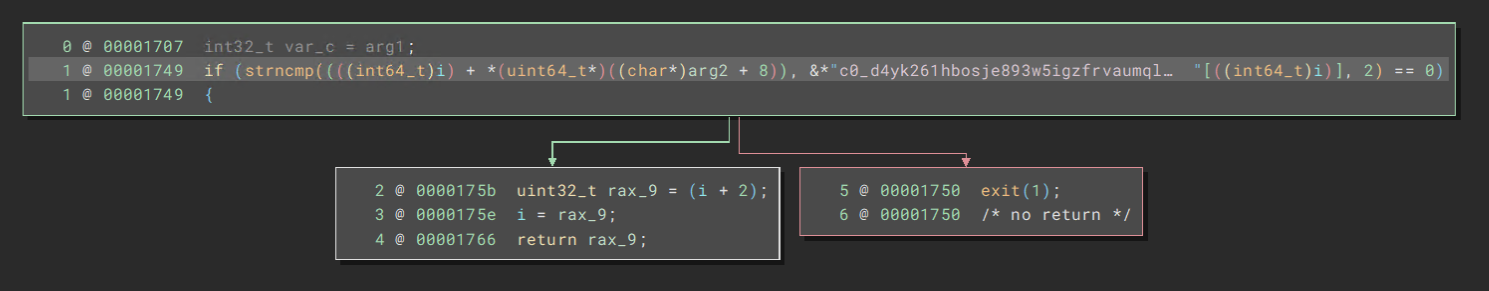 0 @ 00001707  int32_t var_c = arg1;
1 @ 00001749  if (strncmp((((int64_t)i) + *(uint64_t*)((char*)arg2 + 8)), &*"c0_d4yk261hbosje893w5igzfrvaumql…  "[((int64_t)i)], 2) == 0)
1 @ 00001749  {
2 @ 0000175b  uint32_t rax_9 = (i + 2);
3 @ 0000175e  i = rax_9;
4 @ 00001766  return rax_9;
5 @ 00001750  exit(1);
6 @ 00001750  /* no return */